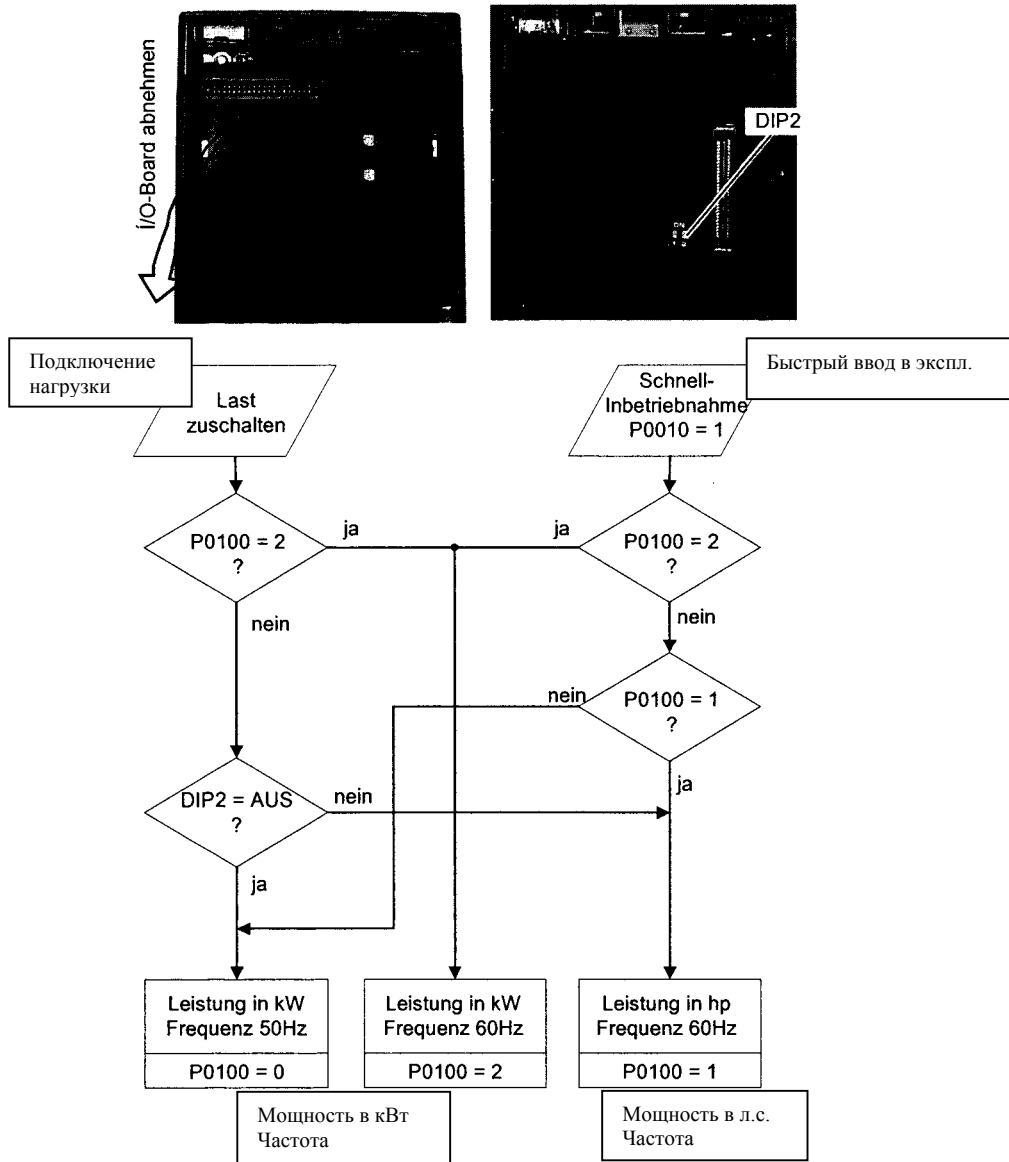 Í/O-Board abnehmen
DIP2
Подключение
нагрузки
Last
zuschalten
Schnell-
Inbetriebnahme
P0010 = 1
Быстрый ввод в экспл.
P0100 = 2
?
ja
ja
P0100 = 2
?
nein
nein
nein
P0100 = 1
?
DIP2 = AUS
?
nein
ja
ja
Leistung in kW
Frequenz 50Hz
P0100 = 0
Leistung in kW
Frequenz 60Hz
P0100 = 2
Leistung in hp
Frequenz 60Hz
P0100 = 1
Мощность в кВт
Частота
Мощность в л.с.
Частота